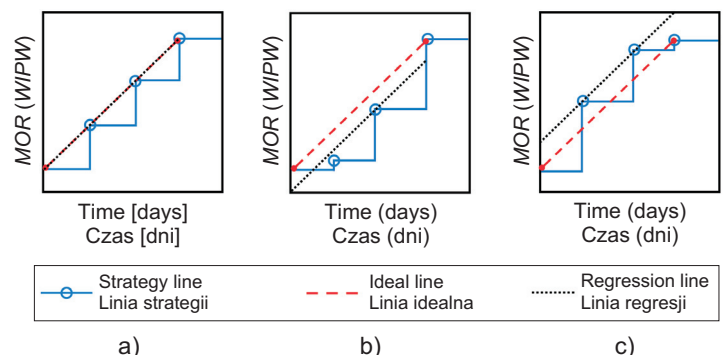 MOR (WIPW)
Time [days]
Czas [dni]
MOR (WIPW)
Time (days)
Czas (dni)
MOR (WIPW)
Time (days)
Czas (dni)
Strategy line
Linia strategii
Ideal line
Linia idealna
Regression line
Linia regresji
a)
b)
c)